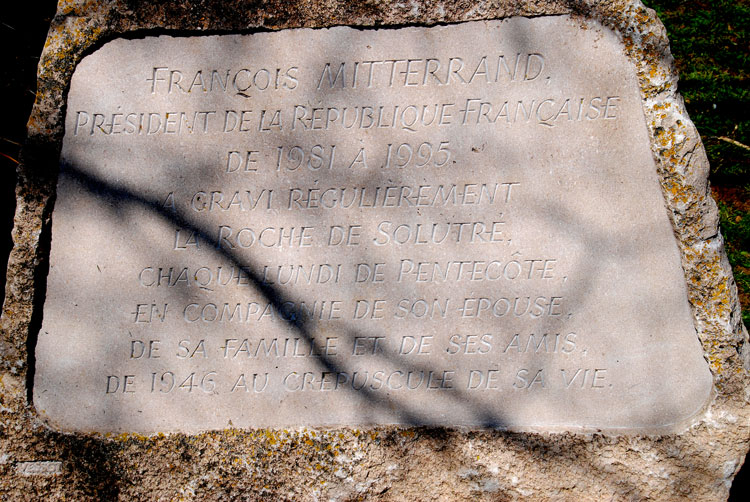 FRANÇOIS MITTERRAND,
PRÉSIDENT DE LA RÉPUBLIQUE FRANÇAISE
DE 1981 À 1995.
A GRAVI RÉGULIÈREMENT
LA ROCHE DE SOLUTRÉ,
CHAQUE LUNDI DE PENTECÔTE,
EN COMPAGNIE DE SON ÉPOUSE,
DE SA FAMILLE ET DE SES AMIS,
DE 1946 AU CRÉPUSCULE DE SA VIE.